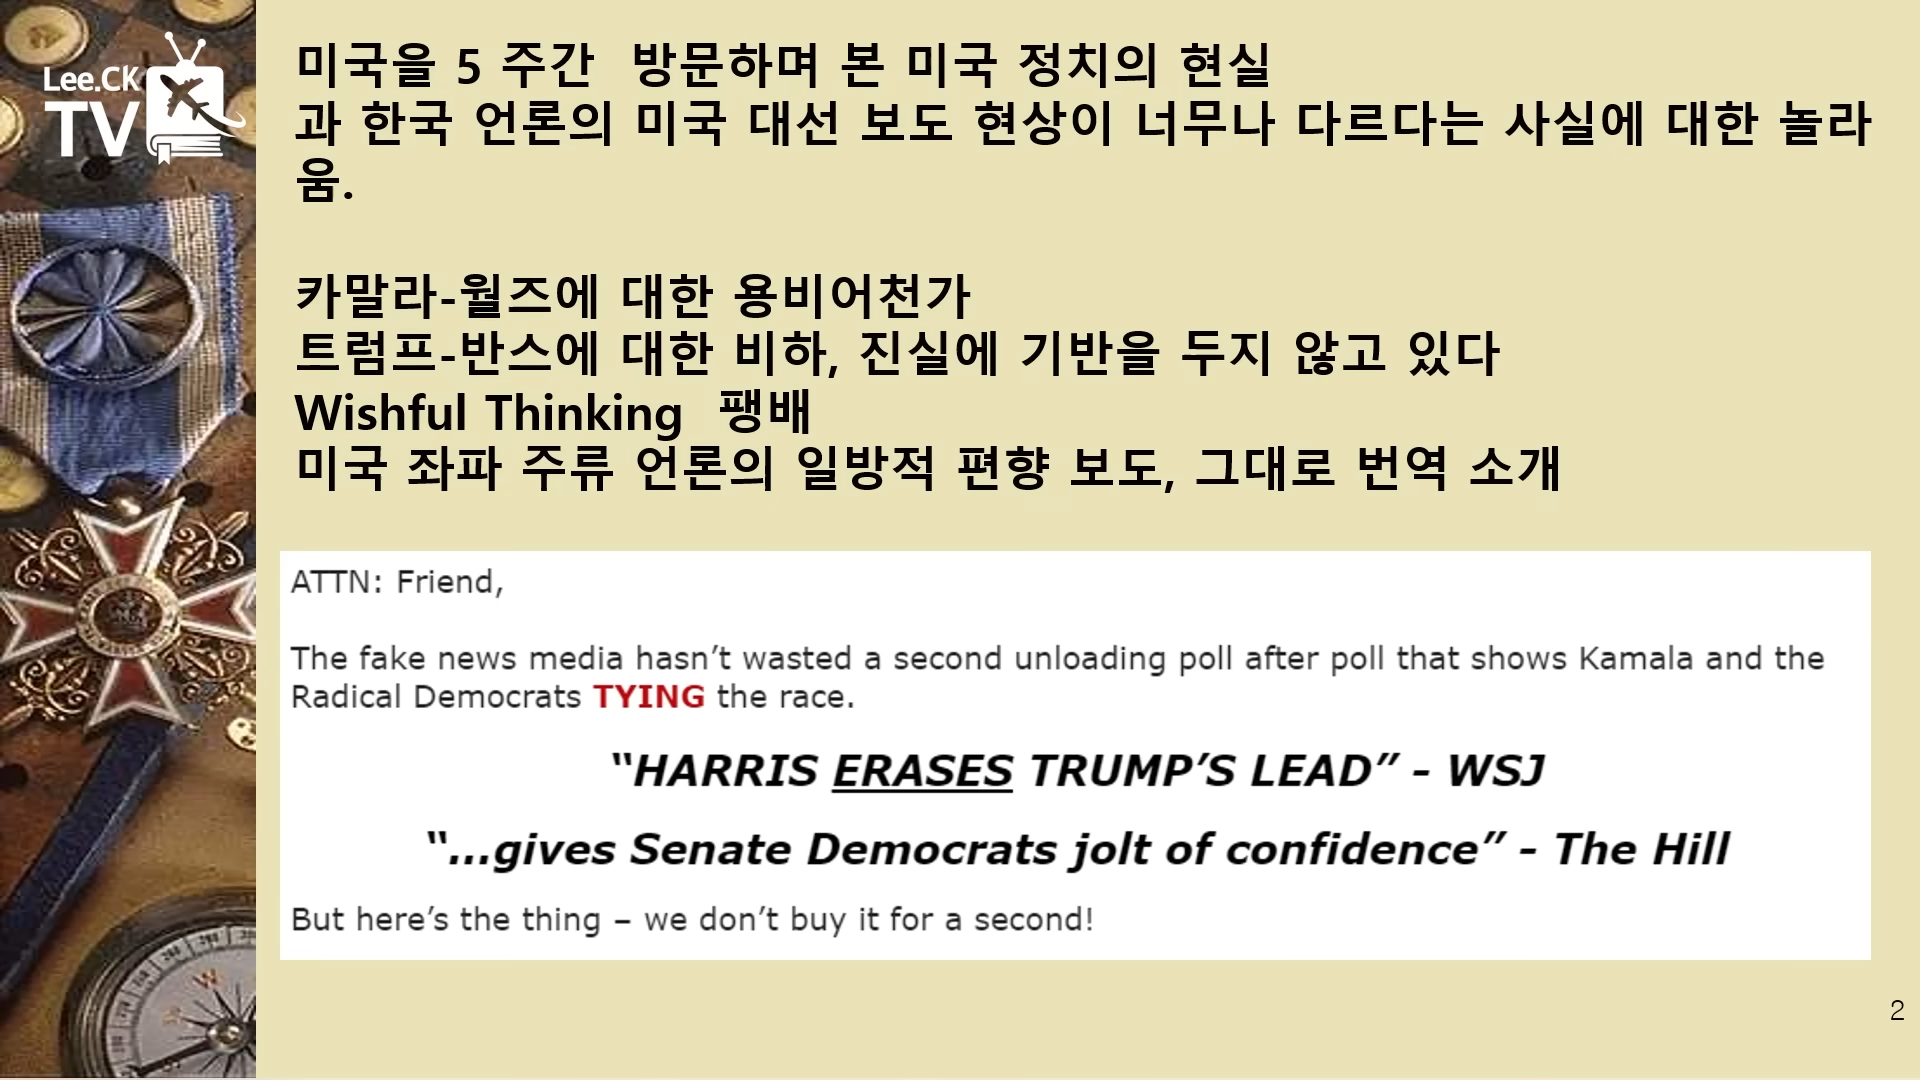 Lee.CK
TV
미국을 5 주간 방문하며 본 미국 정치의 현실
과 한국 언론의 미국 대선 보도 현상이 너무나 다르다는 사실에 대한 놀라
움.
카말라-월즈에 대한 용비어천가
트럼프-반스에 대한 비하, 진실에 기반을 두지 않고 있다
Wishful Thinking 팽배
미국 좌파 주류 언론의 일방적 편향 보도, 그대로 번역 소개
ATTN: Friend,
The fake news media hasn’t wasted a second unloading poll after poll that shows Kamala and the
Radical Democrats TYING the race.
“HARRIS ERASES TRUMP’S LEAD” - WSJ
“...gives Senate Democrats jolt of confidence” - The Hill
But here’s the thing – we don’t buy it for a second!
W
2